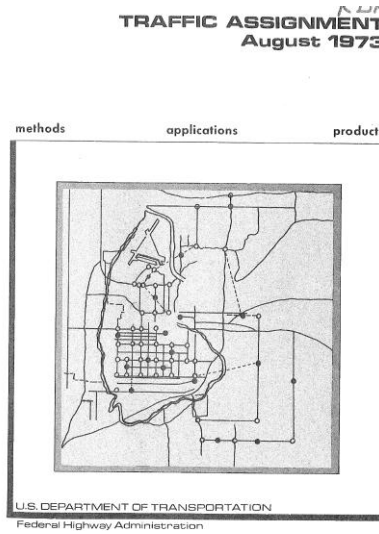 TRAFFIC ASSIGNMENT
August 1973
methods applications product
U.S. DEPARTMENT OF TRANSPORTATION
Federal Highway Administration